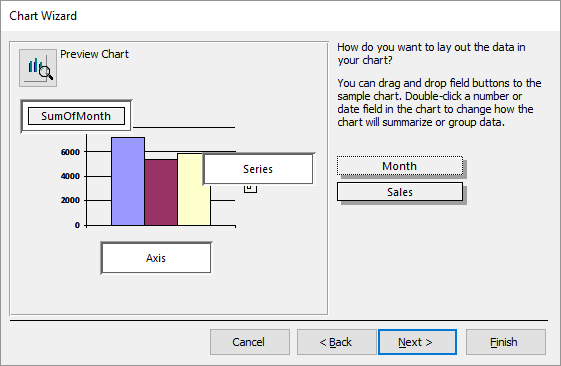 Chart Wizard
Preview Chart
SumOfMonth
6000
4000
2000
0
Series
Axis
How do you want to lay out the data in
your chart?
You can drag and drop field buttons to the
sample chart. Double-click a number or
date field in the chart to change how the
chart will summarize or group data.
Month
Sales
Cancel
< Back
Next >
Finish